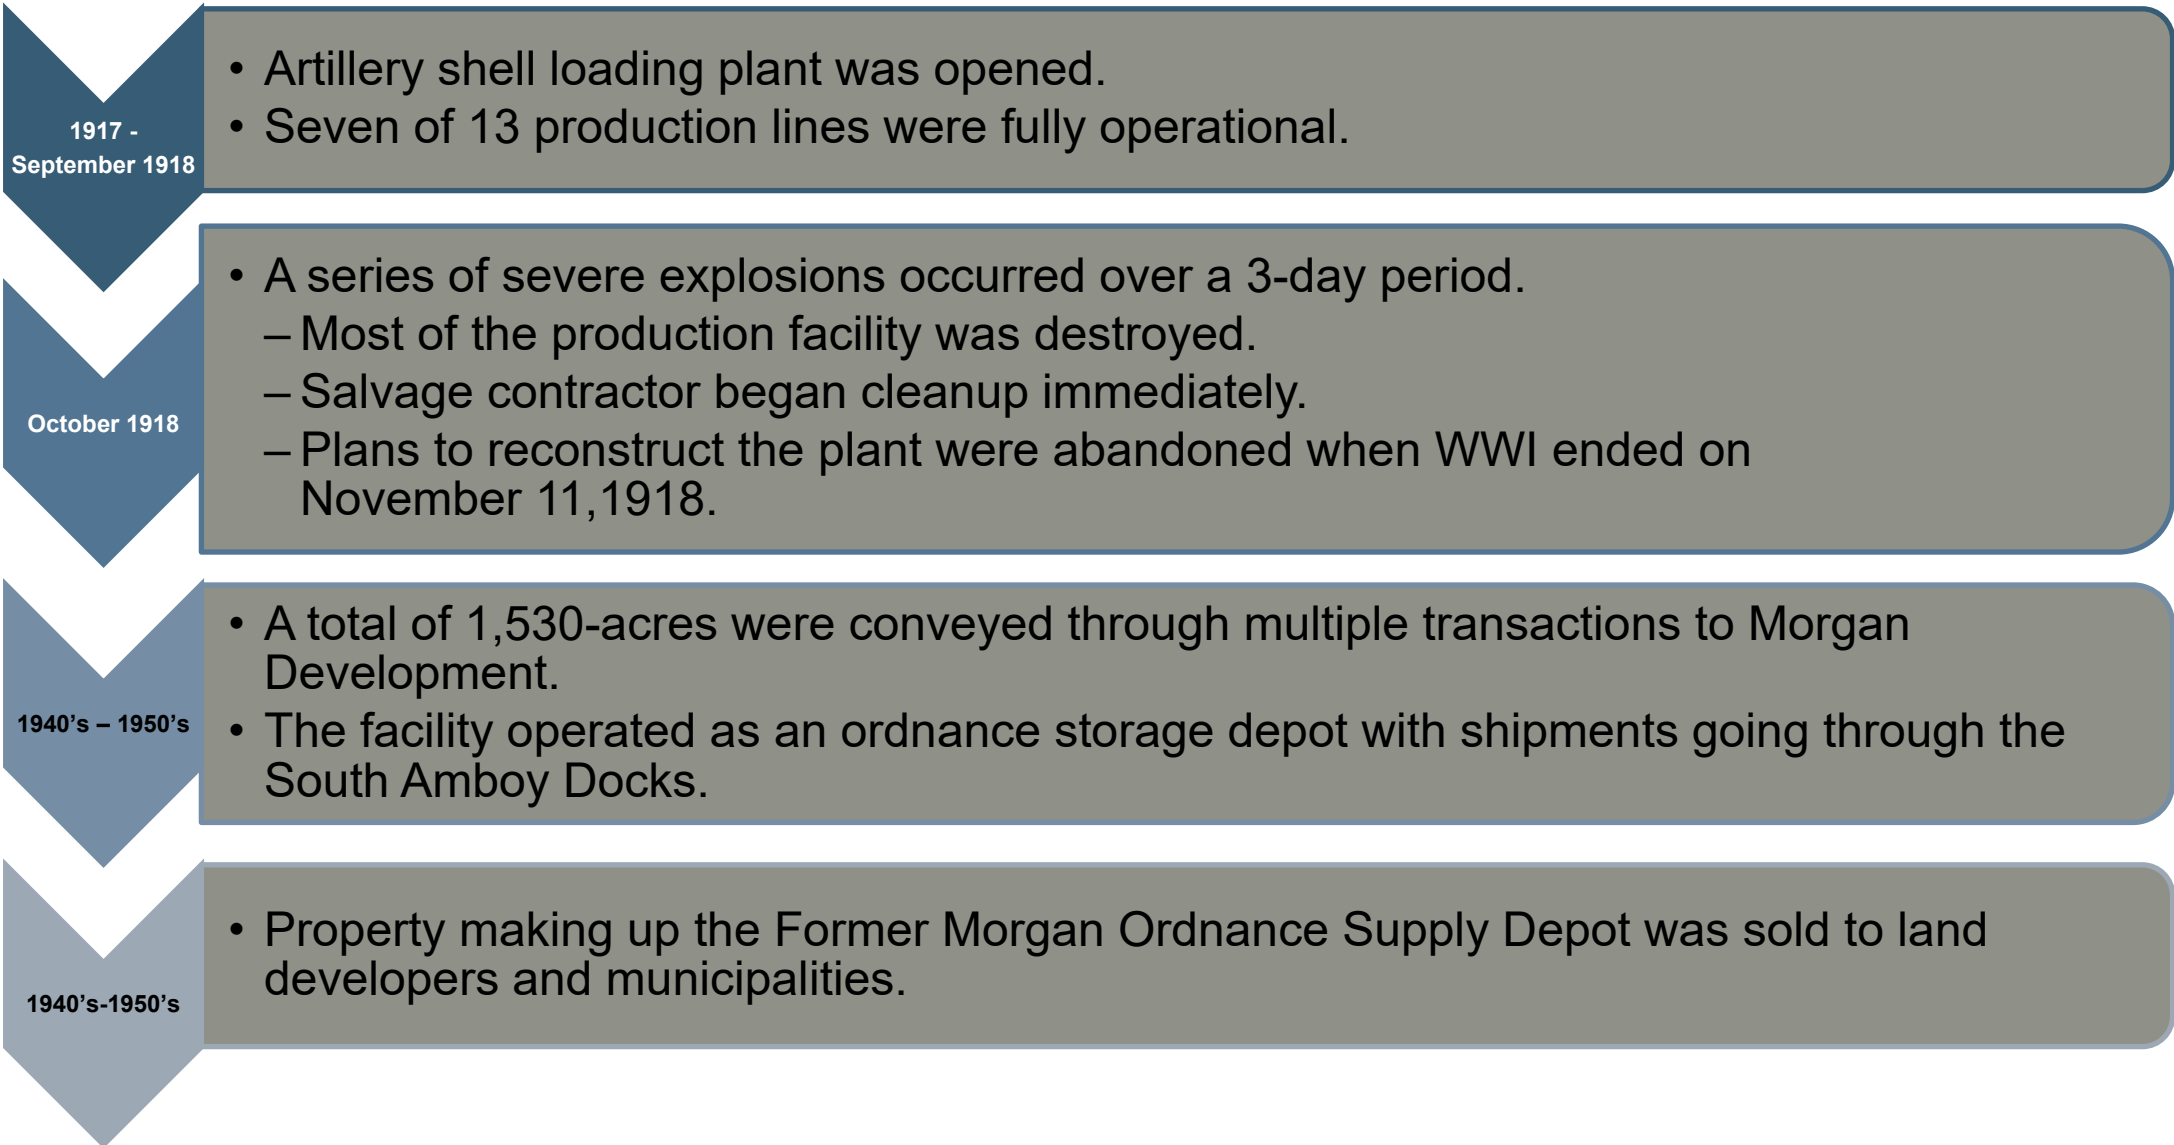 1917 -
September 1918
• Artillery shell loading plant was opened.
• Seven of 13 production lines were fully operational.
October 1918
• A series of severe explosions occurred over a 3-day period.
– Most of the production facility was destroyed.
– Salvage contractor began cleanup immediately.
– Plans to reconstruct the plant were abandoned when WWI ended on
November 11,1918.
1940’s – 1950’s
• A total of 1,530-acres were conveyed through multiple transactions to Morgan
Development.
• The facility operated as an ordnance storage depot with shipments going through the
South Amboy Docks.
1940’s-1950’s
• Property making up the Former Morgan Ordnance Supply Depot was sold to land
developers and municipalities.